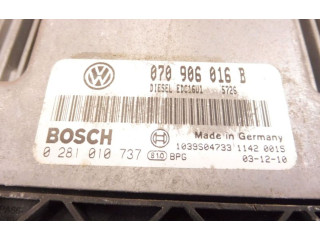 070 906 016 B
DIESEL EDC16U1 5726
BOSCH
Made in Germany
1039S04733 1142 0015
0 281 010 737 810 BPG 03-12-10